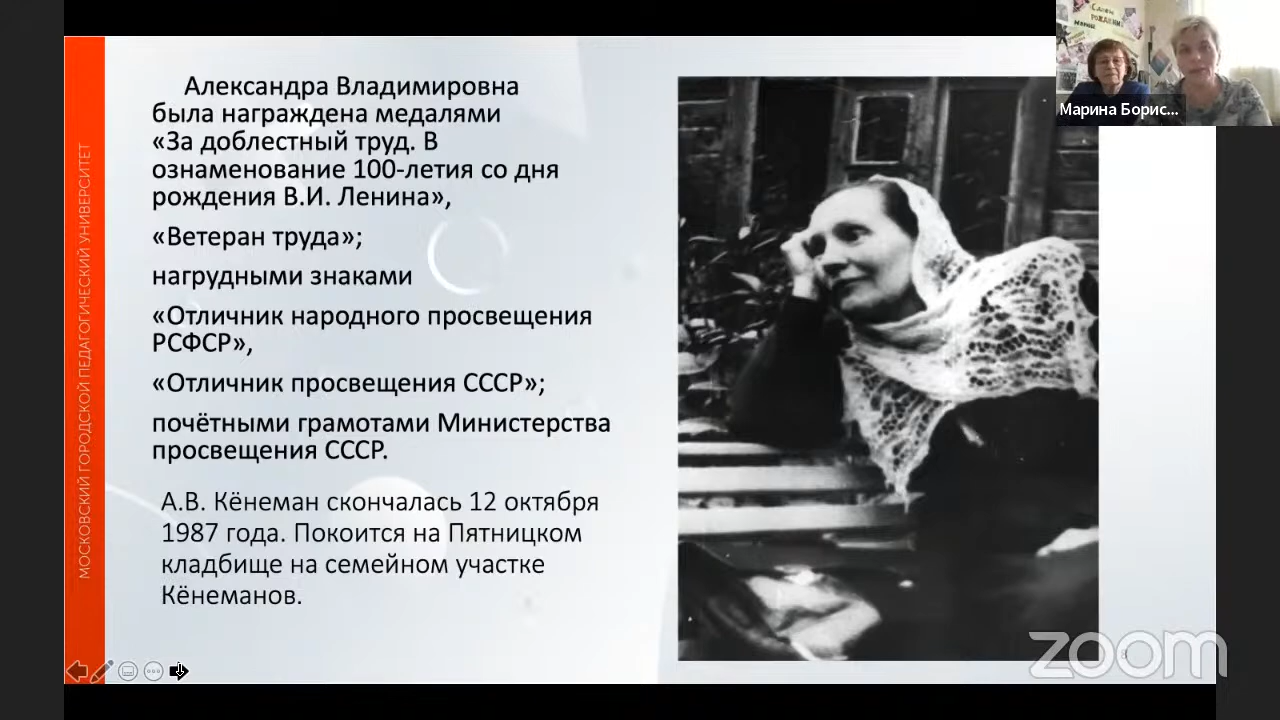 Александра Владимировна
была награждена медалями
«За доблестный труд. В
ознаменование 100-летия со дня
рождения В.И. Ленина»,
«Ветеран труда»;
нагрудными знаками
«Отличник народного просвещения
РСФСР»,
«Отличник просвещения СССР»;
почётными грамотами Министерства
просвещения СССР.
А.В. Кёнеман скончалась 12 октября
1987 года. Покоится на Пятницком
кладбище на семейном участке
Кёнеманов.
МОСКОВСКИЙ ГОРОДСКОЙ ПЕДАГОГИЧЕСКИЙ УНИВЕРСИТЕТ
Марина Борис...
zoom
8